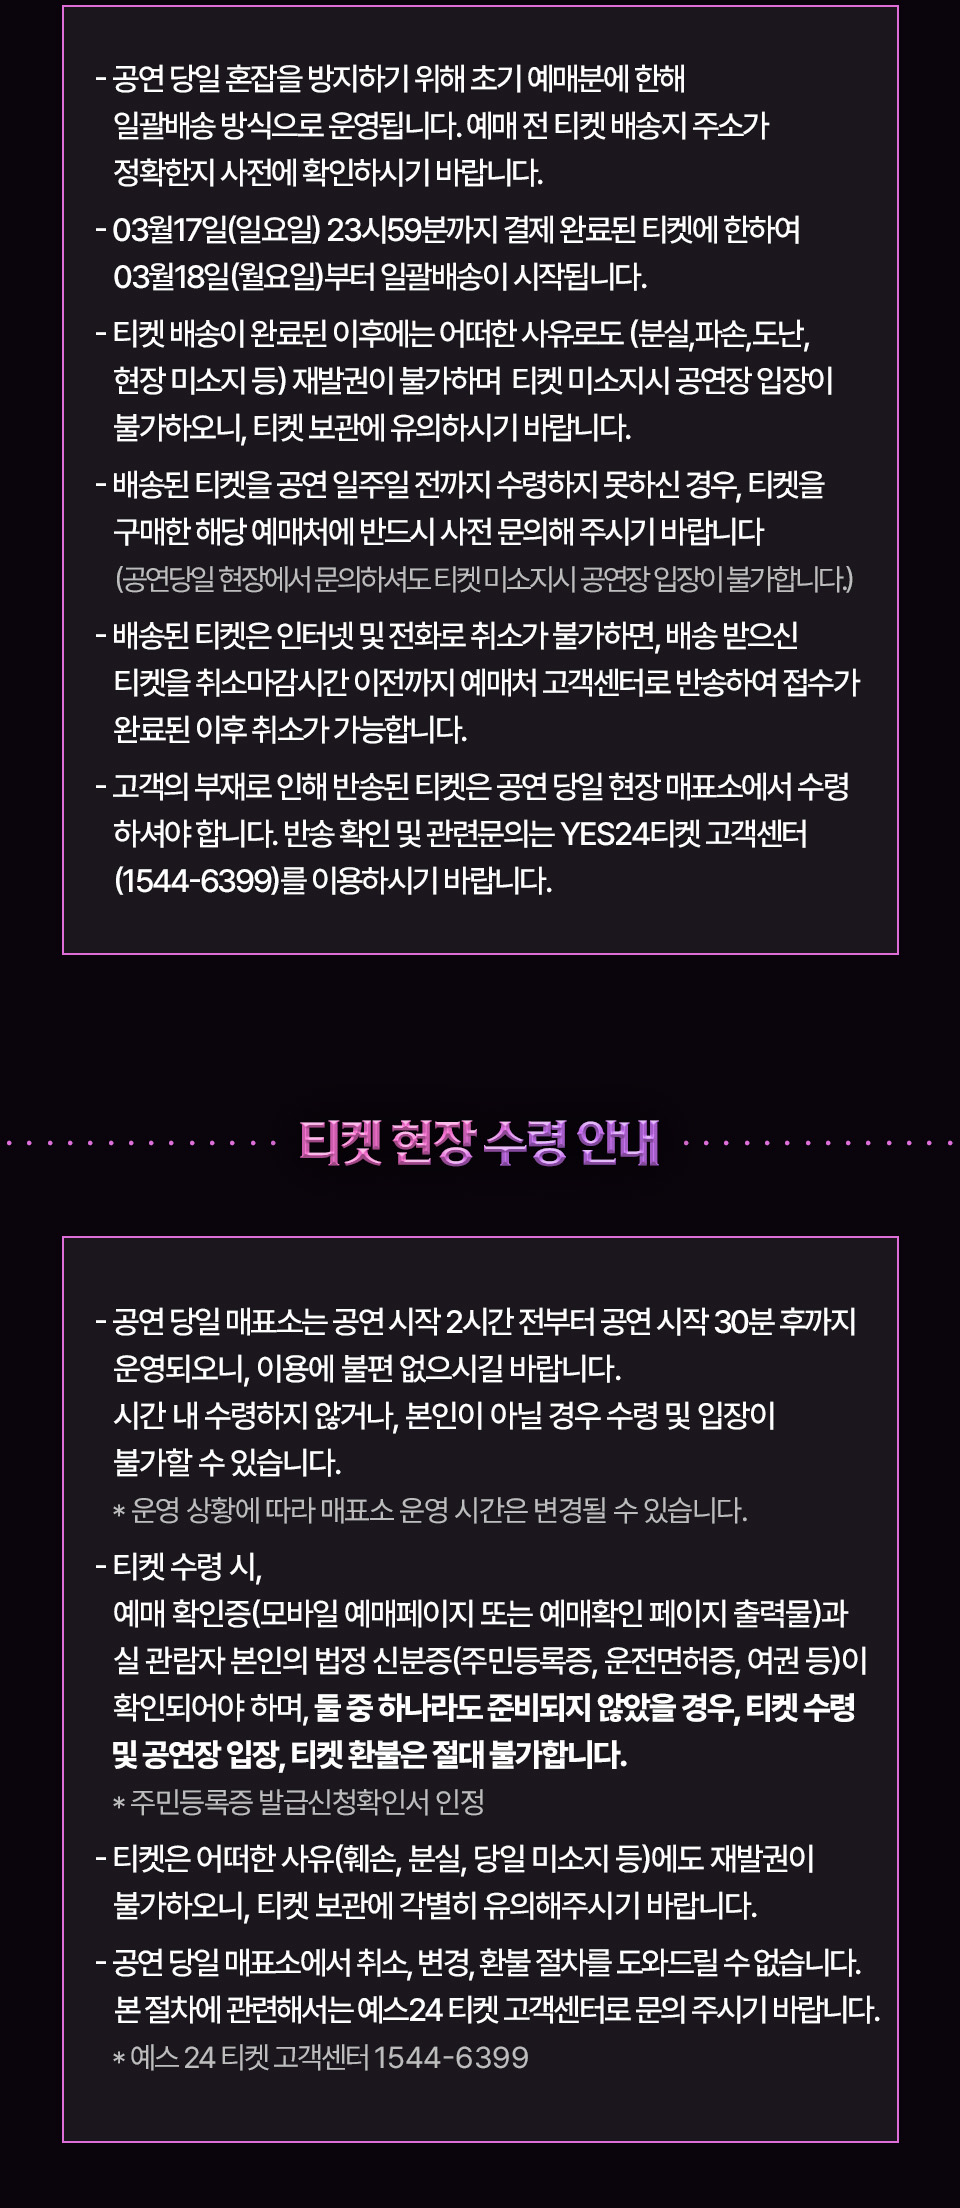 - 공연 당일 혼잡을 방지하기 위해 초기 예매분에 한해
일괄배송 방식으로 운영됩니다. 예매 전 티켓 배송지 주소가
정확한지 사전에 확인하시기 바랍니다.
- 03월17일(일요일) 23시59분까지 결제 완료된 티켓에 한하여
03월18일(월요일)부터 일괄배송이 시작됩니다.
- 티켓 배송이 완료된 이후에는 어떠한 사유로도 (분실,파손,도난,
현장 미소지 등) 재발권이 불가하며 티켓 미소지시 공연장 입장이
불가하오니, 티켓 보관에 유의하시기 바랍니다.
- 배송된 티켓을 공연 일주일 전까지 수령하지 못하신 경우, 티켓을
구매한 해당 예매처에 반드시 사전 문의해 주시기 바랍니다
(공연당일 현장에서 문의하셔도 티켓 미소지시 공연장 입장이 불가합니다.)
- 배송된 티켓은 인터넷 및 전화로 취소가 불가하면, 배송 받으신
티켓을 취소마감시간 이전까지 예매처 고객센터로 반송하여 접수가
완료된 이후 취소가 가능합니다.
- 고객의 부재로 인해 반송된 티켓은 공연 당일 현장 매표소에서 수령
하셔야 합니다. 반송 확인 및 관련문의는 YES24티켓 고객센터
(1544-6399)를 이용하시기 바랍니다.
티켓 현장 수령 안내
- 공연 당일 매표소는 공연 시작 2시간 전부터 공연 시작 30분 후까지
운영되오니, 이용에 불편 없으시길 바랍니다.
시간 내 수령하지 않거나, 본인이 아닐 경우 수령 및 입장이
불가할 수 있습니다.
* 운영 상황에 따라 매표소 운영 시간은 변경될 수 있습니다.
- 티켓 수령 시,
예매 확인증(모바일 예매페이지 또는 예매확인 페이지 출력물)과
실 관람자 본인의 법정 신분증(주민등록증, 운전면허증, 여권 등)이
확인되어야 하며, 둘 중 하나라도 준비되지 않았을 경우, 티켓 수령
및 공연장 입장, 티켓 환불은 절대 불가합니다.
* 주민등록증 발급신청확인서 인정
- 티켓은 어떠한 사유(훼손, 분실, 당일 미소지 등)에도 재발권이
불가하오니, 티켓 보관에 각별히 유의해주시기 바랍니다.
- 공연 당일 매표소에서 취소, 변경, 환불 절차를 도와드릴 수 없습니다.
본 절차에 관련해서는 예스24 티켓 고객센터로 문의 주시기 바랍니다.
* 예스 24 티켓 고객센터 1544-6399